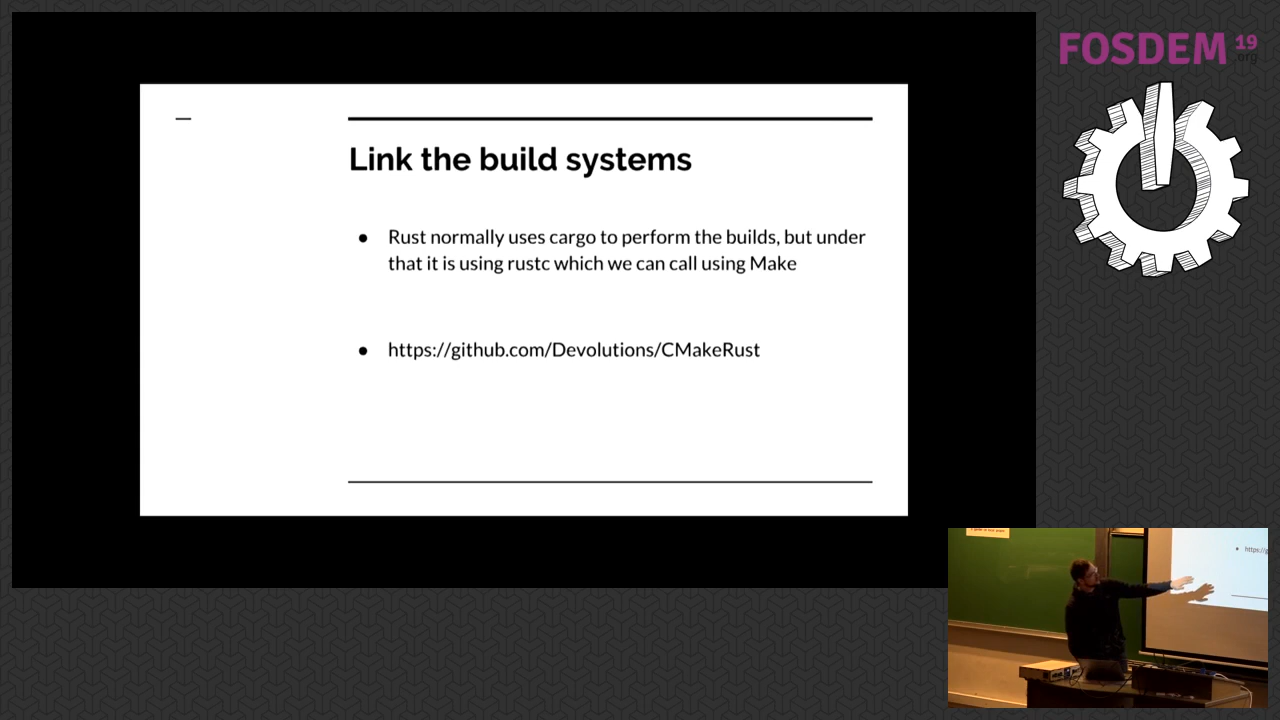 FOSDEM 19
.org
Link the build systems
● Rust normally uses cargo to perform the builds, but under
that it is using rustc which we can call using Make
● https://github.com/Devolutions/CMakeRust
● https://g